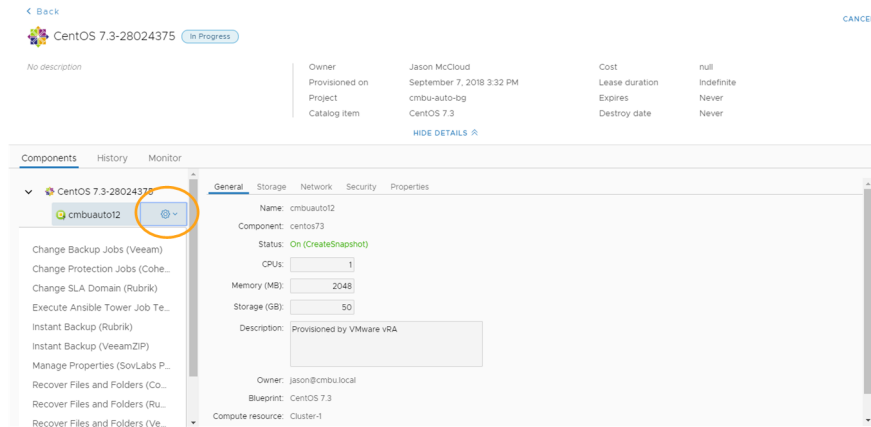 Back
CANCE
CentOS 7.3-28024375 In Progress
No description
Owner Jason McCloud Cost null
Provisioned on September 7, 2018 3:32 PM Lease duration Indefinite
Project cmbu-auto-bg Expires Never
Catalog item CentOS 7.3 Destroy date Never
HIDE DETAILS
Components History Monitor
CentOS 7.3-28024375
cmbuauto12
Change Backup Jobs (Veeam)
Change Protection Jobs (Cohe...
Change SLA Domain (Rubrik)
Execute Ansible Tower Job Te...
Instant Backup (Rubrik)
Instant Backup (VeeamZIP)
Manage Properties (SovLabs P...
Recover Files and Folders (Co...
Recover Files and Folders (Ru...
Recover Files and Folders (Ve...
General Storage Network Security Properties
Name: cmbuauto12
Component: centos73
Status: On (CreateSnapshot)
CPUs: 1
Memory (MB): 2048
Storage (GB): 50
Description: Provisioned by VMware vRA
Owner: jason@cmbu.local
Blueprint: CentOS 7.3
Compute resource: Cluster-1